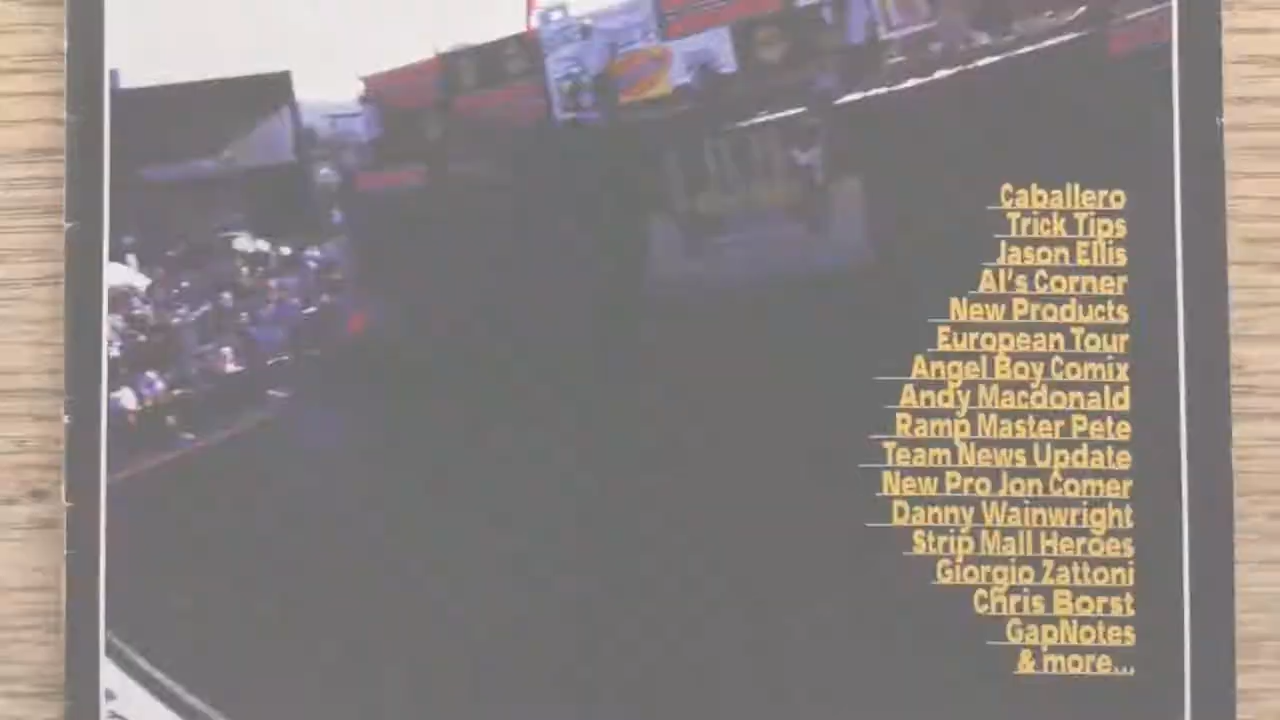 Caballero
Trick Tips
Jason Ellis
Al's Corner
New Products
European Tour
Angel Boy Comix
Andy Macdonald
Ramp Master Pete
Team News Update
New Pro Jon Comer
Danny Wainwright
Strip Mall Heroes
Giorgio Zattoni
Chris Borst
GapNotes
& more...